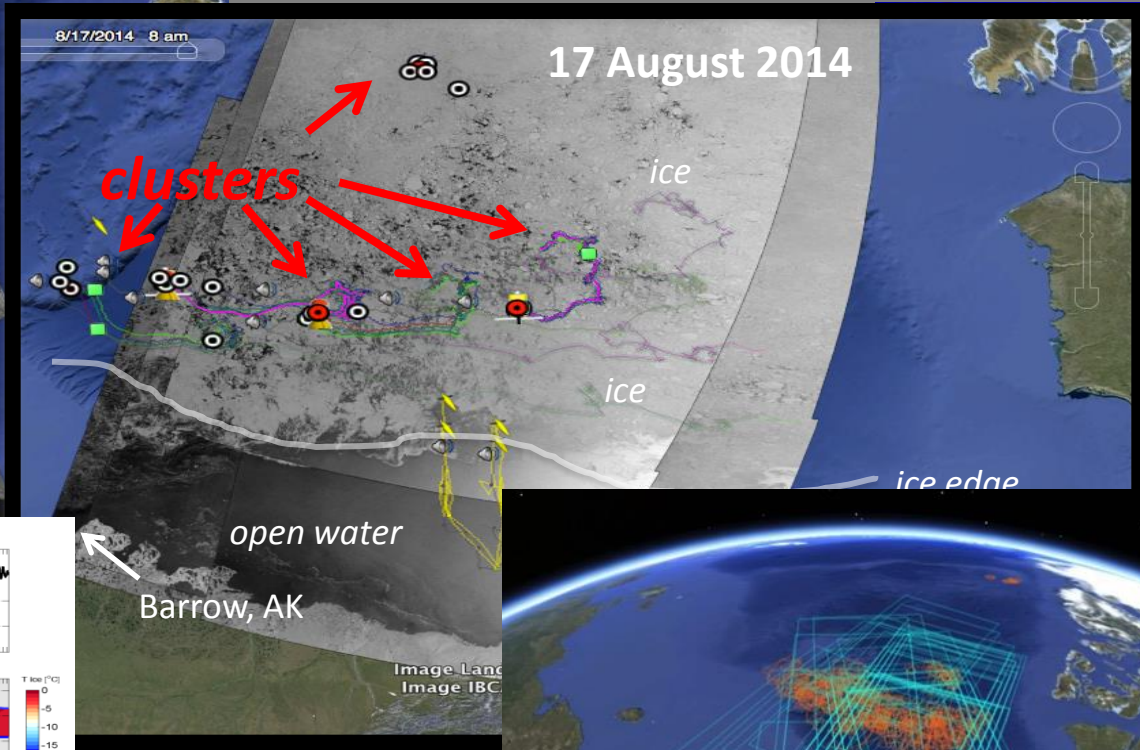 8/17/2014 8 am
17 August 2014
ice
clusters
ice
ice edge
open water
Barrow, AK
Image Land
Image IBC
T Ice [°C]
0
-5
-10
-15